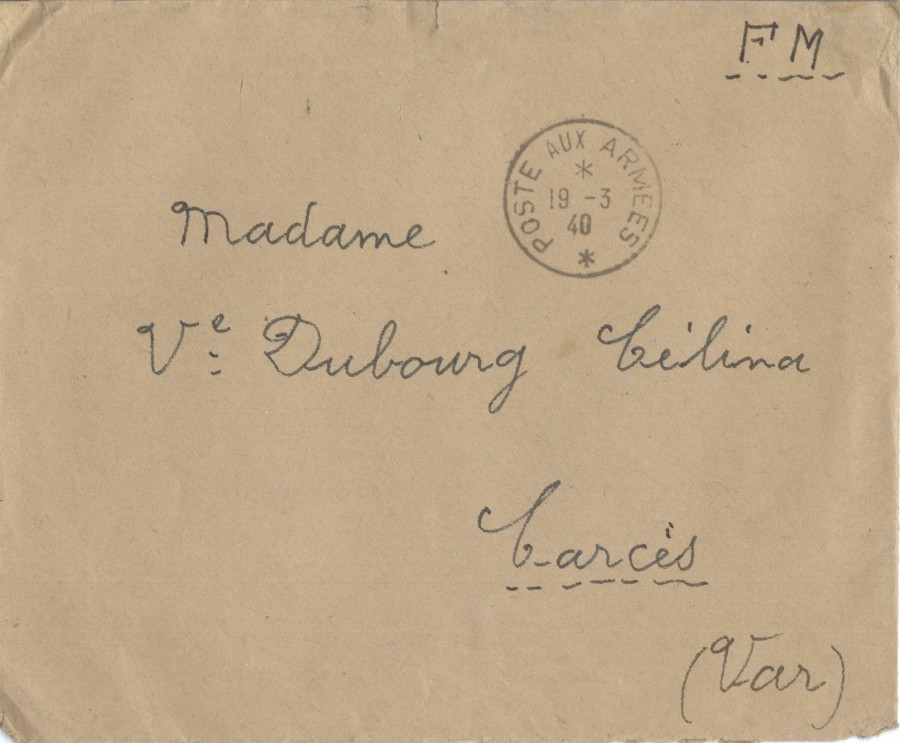 F M
POSTE AUX ARMEES
19 -3
40
Madame
Ve. Dubourg Célina
Carcès
(Var)